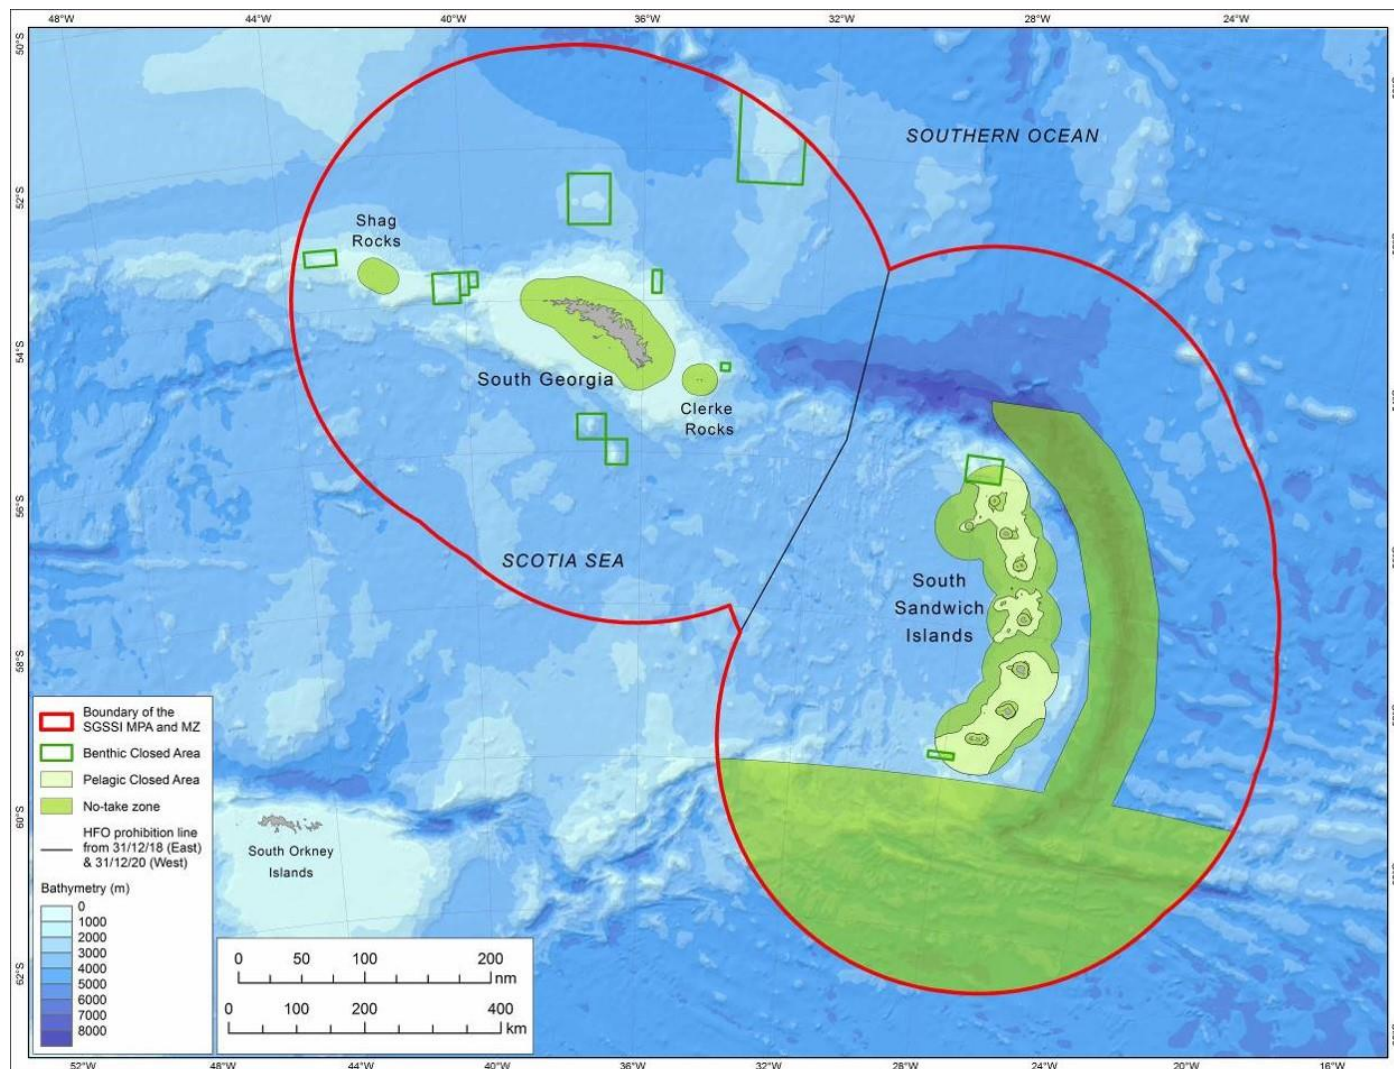 48°W 44°W 40°W 36°W 32°W 28°W 24°W
50°S
SOUTHERN OCEAN
52°S
Shag
Rocks
54°S
South Georgia
Clerke
Rocks
56°S
SCOTIA SEA
South
Sandwich
Islands
58°S
Boundary of the
SGSSI MPA and MZ
Benthic Closed Area
Pelagic Closed Area
No-take zone
HFO prohibition line
from 31/12/18 (East)
& 31/12/20 (West)
60°S
South Orkney
Islands
Bathymetry (m)
0
1000
2000
3000
4000
5000
6000
7000
8000
62°S
0 50 100 200
nm
0 100 200 400
km
52°W 48°W 44°W 40°W 36°W 32°W 28°W 24°W 20°W 16°W